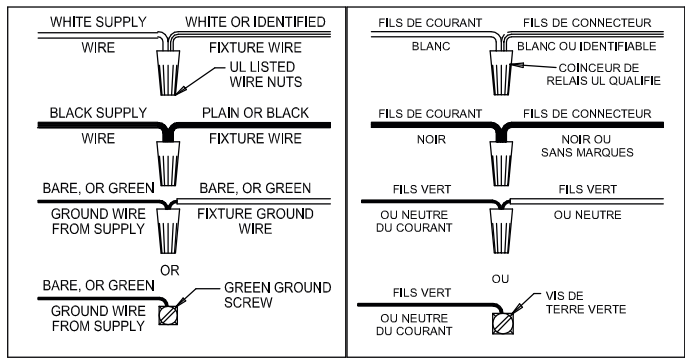 WHITE SUPPLY
WIRE
WHITE OR IDENTIFIED
FIXTURE WIRE
UL LISTED
WIRE NUTS
BLACK SUPPLY
WIRE
PLAIN OR BLACK
FIXTURE WIRE
BARE, OR GREEN
GROUND WIRE
FROM SUPPLY
BARE, OR GREEN
FIXTURE GROUND
WIRE
OR
BARE, OR GREEN
GROUND WIRE
FROM SUPPLY
GREEN GROUND
SCREW
FILS DE COURANT
BLANC
FILS DE CONNECTEUR
BLANC OU IDENTIFIABLE
COINCEUR DE
RELAIS UL QUALIFIE
FILS DE COURANT
NOIR
FILS DE CONNECTEUR
NOIR OU
SANS MARQUES
FILS VERT
OU NEUTRE
DU COURANT
FILS VERT
OU NEUTRE
OU
FILS VERT
OU NEUTRE
DU COURANT
VIS DE
TERRE VERTE